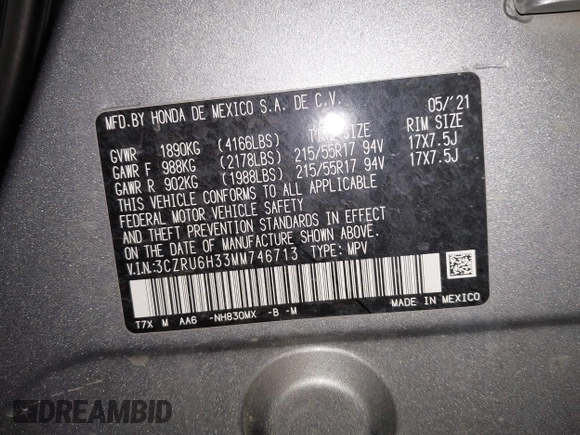 MFD.BY HONDA DE MEXICO S.A. DE C.V. 05/'21
TIRE SIZE RIM SIZE
GVWR 1890KG (4166LBS)
GAWR F 988KG (2178LBS) 215/55R17 94V 17X7.5J
GAWR R 902KG (1988LBS) 215/55R17 94V 17X7.5J
THIS VEHICLE CONFORMS TO ALL APPLICABLE
FEDERAL MOTOR VEHICLE SAFETY
AND THEFT PREVENTION STANDARDS IN EFFECT
ON THE DATE OF MANUFACTURE SHOWN ABOVE.
V.I.N:3CZRU6H33MM746713 TYPE: MPV
MADE IN MEXICO
T7X M AA6 -NH830MX -B -M
DREAMBID